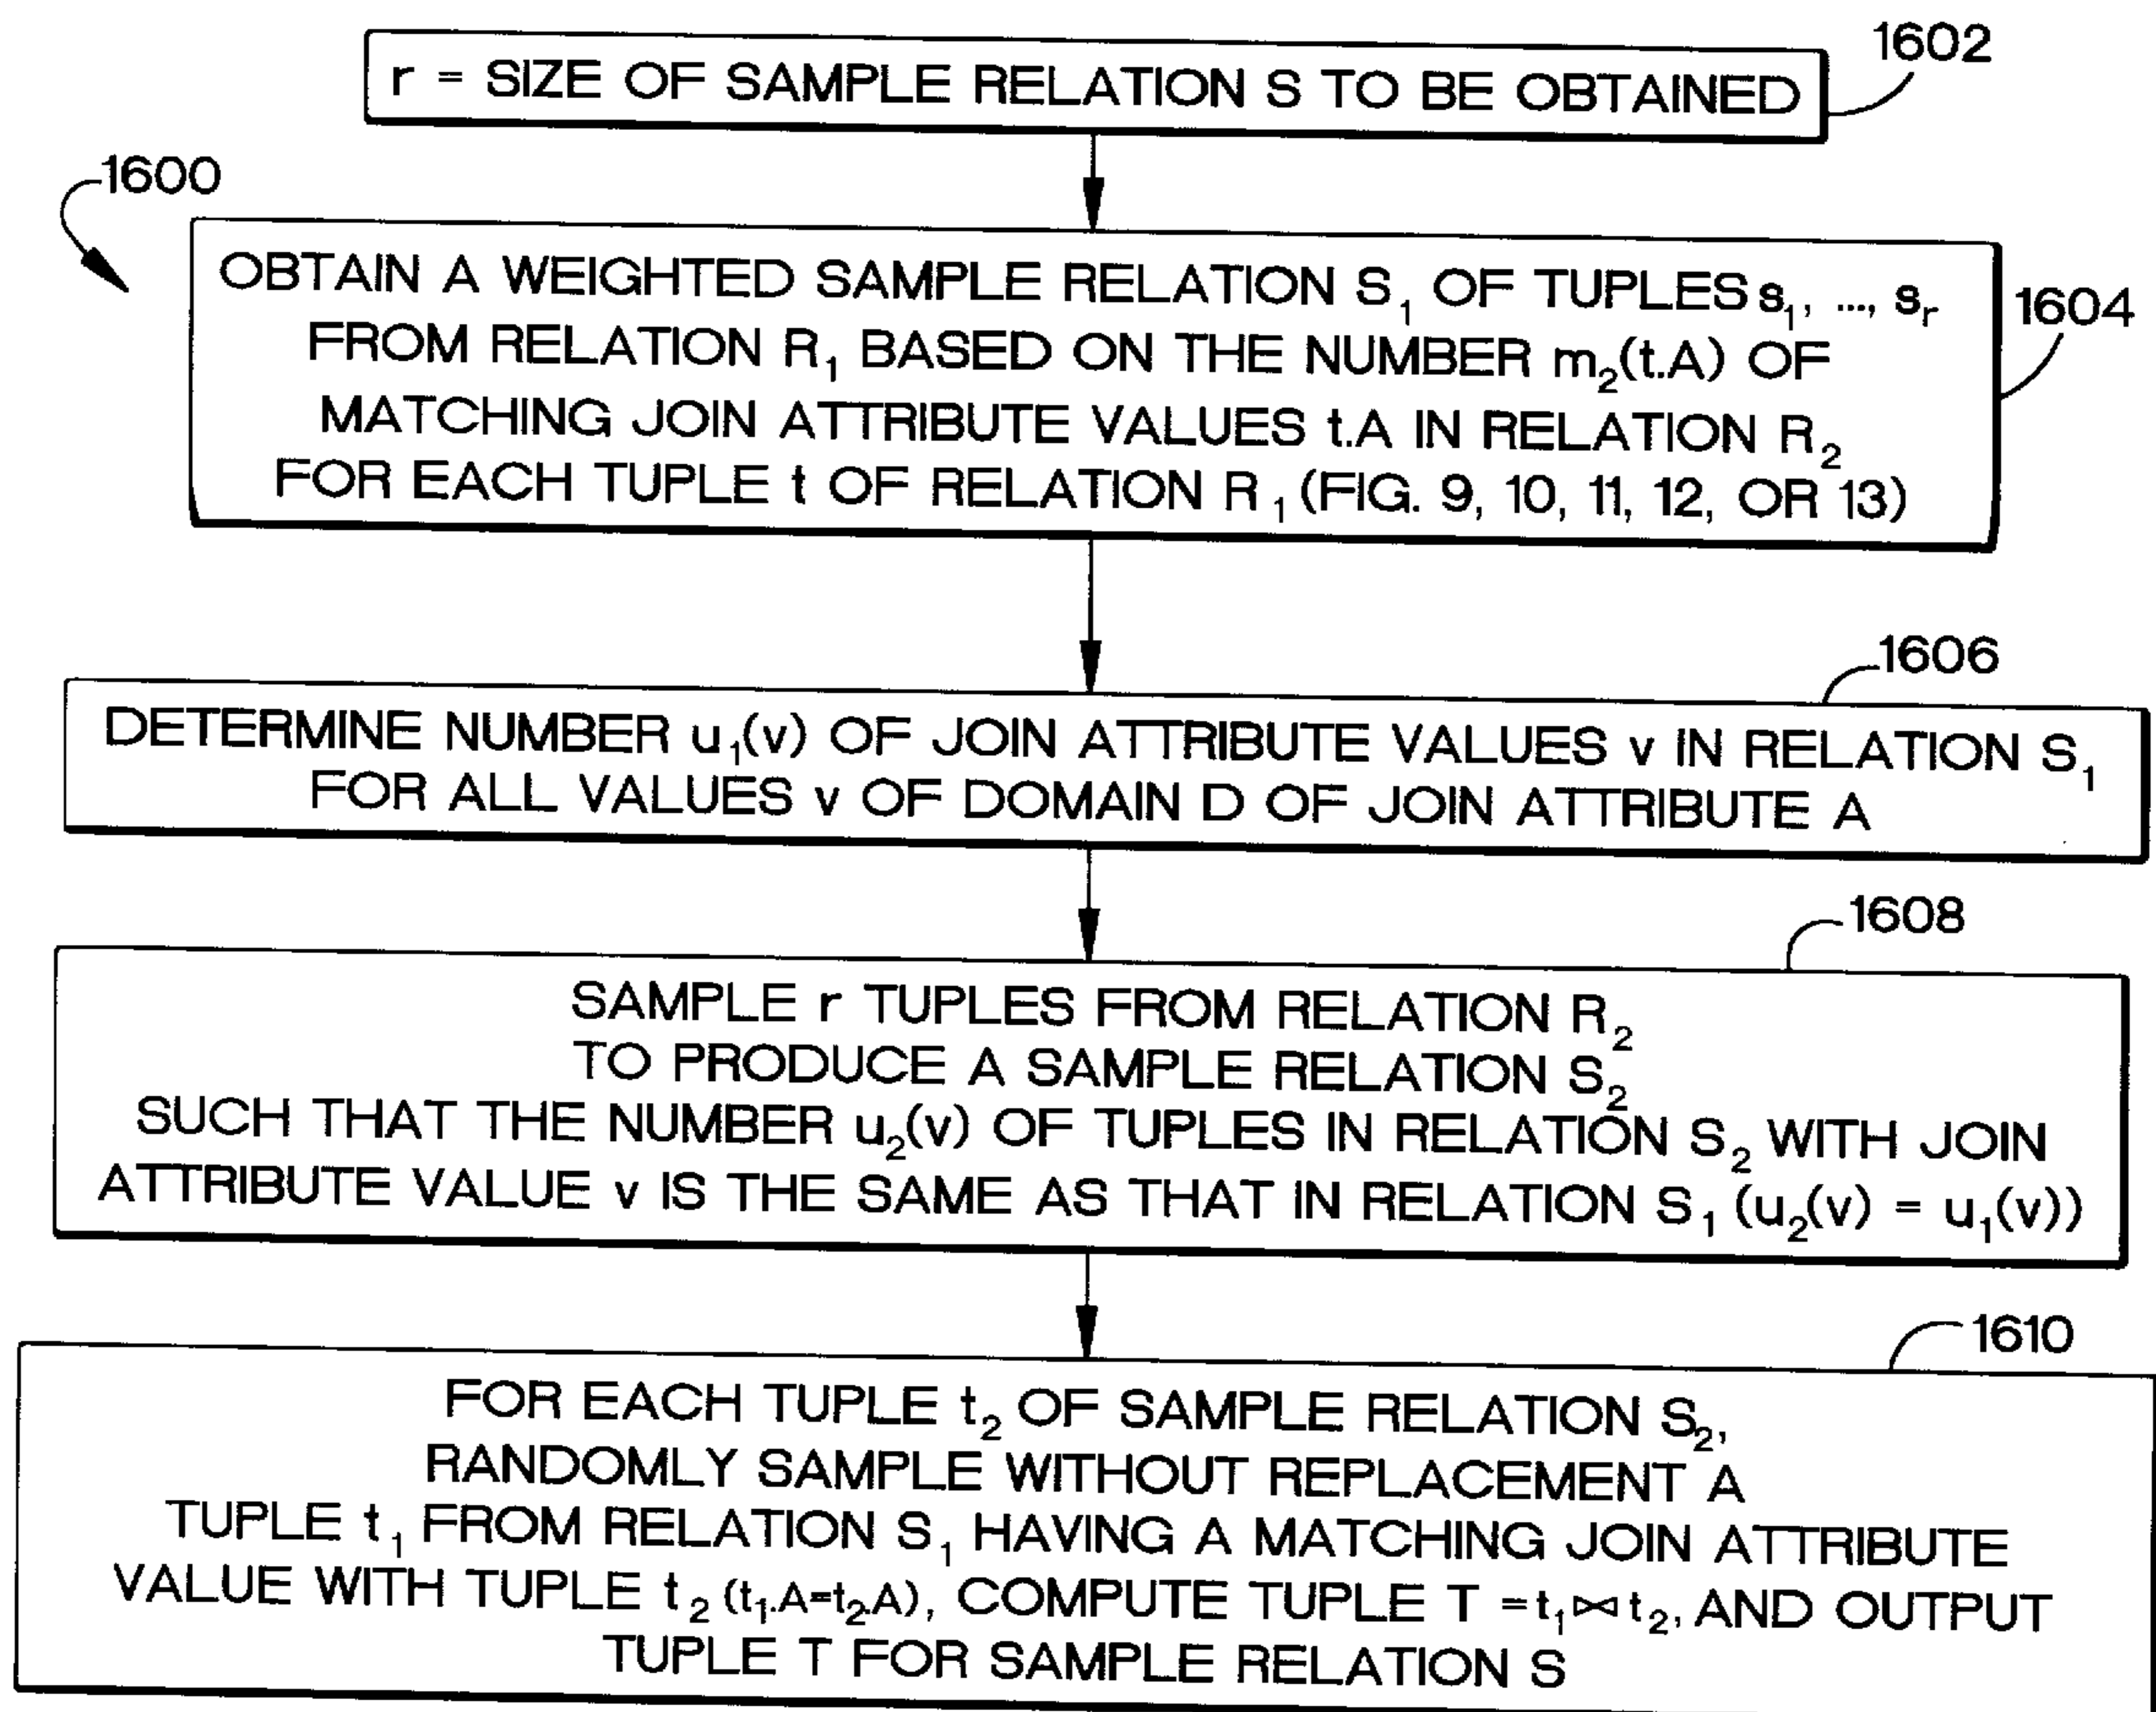 r = SIZE OF SAMPLE RELATION S TO BE OBTAINED
1602
1600
OBTAIN A WEIGHTED SAMPLE RELATION S₁ OF TUPLES s₁, ..., sᵣ
FROM RELATION R₁ BASED ON THE NUMBER m₂(t.A) OF
MATCHING JOIN ATTRIBUTE VALUES t.A IN RELATION R₂
FOR EACH TUPLE t OF RELATION R₁ (FIG. 9, 10, 11, 12, OR 13)
1604
1606
DETERMINE NUMBER u₁(v) OF JOIN ATTRIBUTE VALUES v IN RELATION S₁
FOR ALL VALUES v OF DOMAIN D OF JOIN ATTRIBUTE A
1608
SAMPLE r TUPLES FROM RELATION R₂
TO PRODUCE A SAMPLE RELATION S₂
SUCH THAT THE NUMBER u₂(v) OF TUPLES IN RELATION S₂ WITH JOIN
ATTRIBUTE VALUE v IS THE SAME AS THAT IN RELATION S₁ (u₂(v) = u₁(v))
1610
FOR EACH TUPLE t₂ OF SAMPLE RELATION S₂,
RANDOMLY SAMPLE WITHOUT REPLACEMENT A
TUPLE t₁ FROM RELATION S₁ HAVING A MATCHING JOIN ATTRIBUTE
VALUE WITH TUPLE t₂ (t₁.A=t₂.A), COMPUTE TUPLE T = t₁⋈t₂, AND OUTPUT
TUPLE T FOR SAMPLE RELATION S